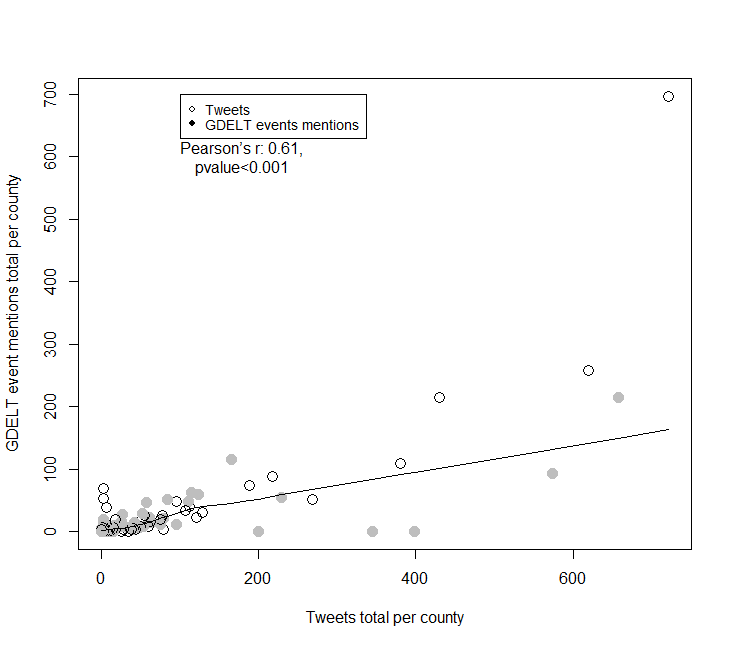 700
600
500
400
300
200
100
0
GDELT event mentions total per county
Tweets
GDELT events mentions
Pearson's r: 0.61,
pvalue<0.001
0 200 400 600
Tweets total per county